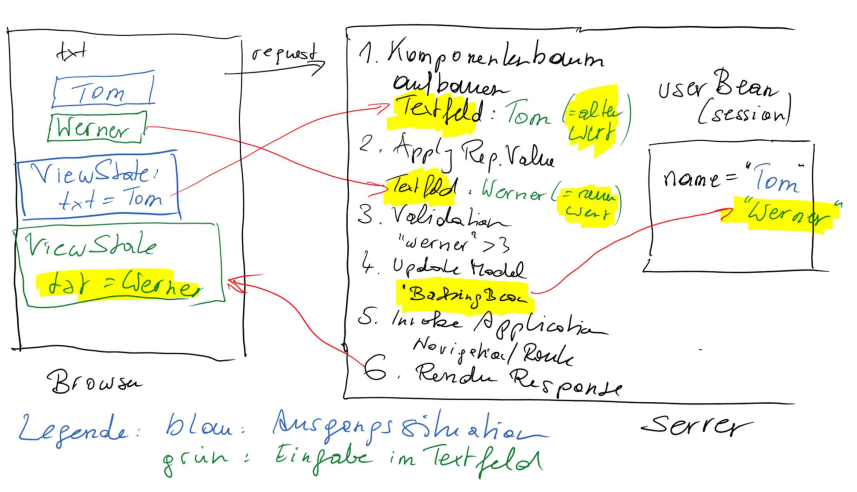 txt
Tom
Werner
ViewState:
txt = Tom
ViewState
txt = Werner
Browser
request
1. Komponentenbaum
aufbauen
Textfeld : Tom (=alter
Wert)
2. Apply Rep. Value
Textfeld : Werner (= neuer
Wert)
3. Validation
"Werner" > 3
4. Update Model
"BackingBean
5. Invoke Application
Navigation / Route
6. Render Response
userBean
(session)
name = "Tom"
"Werner"
Server
Legende: blau: Ausgangssituation
grün: Eingabe im Textfeld